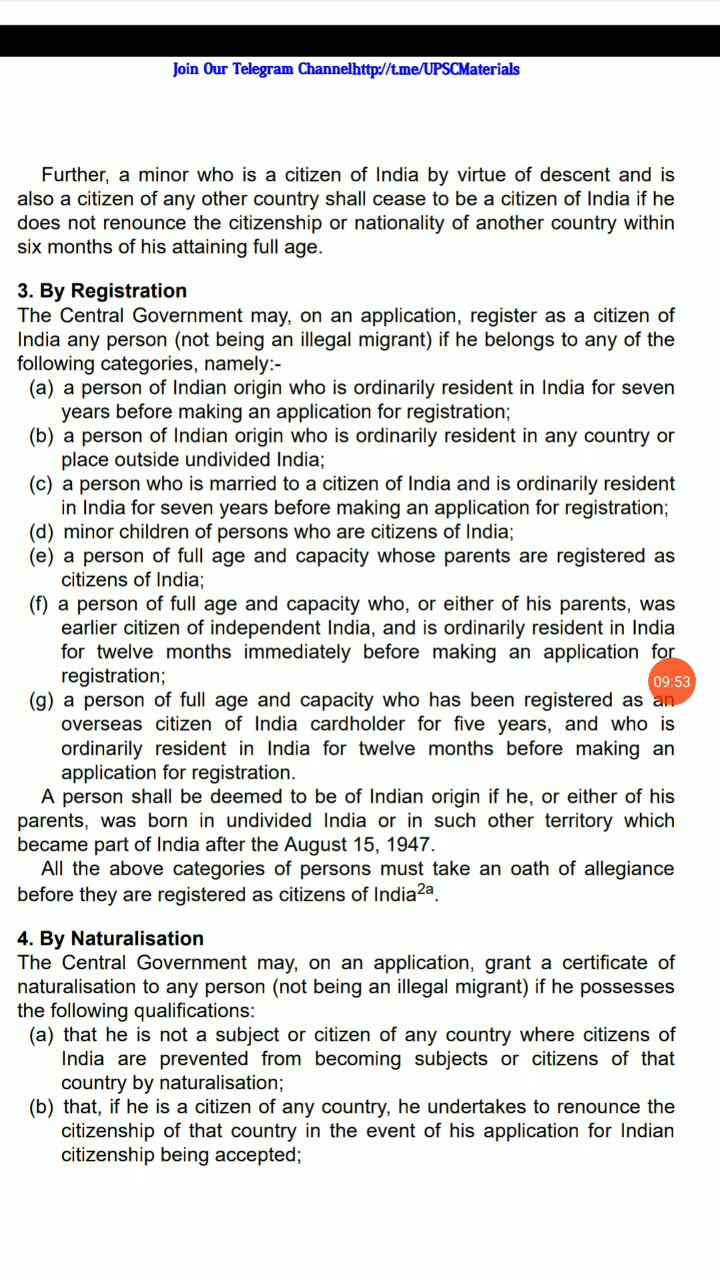 Join Our Telegram Channelhttp://t.me/UPSCMaterials
Further, a minor who is a citizen of India by virtue of descent and is
also a citizen of any other country shall cease to be a citizen of India if he
does not renounce the citizenship or nationality of another country within
six months of his attaining full age.
3. By Registration
The Central Government may, on an application, register as a citizen of
India any person (not being an illegal migrant) if he belongs to any of the
following categories, namely:-
(a) a person of Indian origin who is ordinarily resident in India for seven
years before making an application for registration;
(b) a person of Indian origin who is ordinarily resident in any country or
place outside undivided India;
(c) a person who is married to a citizen of India and is ordinarily resident
in India for seven years before making an application for registration;
(d) minor children of persons who are citizens of India;
(e) a person of full age and capacity whose parents are registered as
citizens of India;
(f) a person of full age and capacity who, or either of his parents, was
earlier citizen of independent India, and is ordinarily resident in India
for twelve months immediately before making an application for
registration;
09:53
(g) a person of full age and capacity who has been registered as an
overseas citizen of India cardholder for five years, and who is
ordinarily resident in India for twelve months before making an
application for registration.
A person shall be deemed to be of Indian origin if he, or either of his
parents, was born in undivided India or in such other territory which
became part of India after the August 15, 1947.
All the above categories of persons must take an oath of allegiance
before they are registered as citizens of India2a.
4. By Naturalisation
The Central Government may, on an application, grant a certificate of
naturalisation to any person (not being an illegal migrant) if he possesses
the following qualifications:
(a) that he is not a subject or citizen of any country where citizens of
India are prevented from becoming subjects or citizens of that
country by naturalisation;
(b) that, if he is a citizen of any country, he undertakes to renounce the
citizenship of that country in the event of his application for Indian
citizenship being accepted;